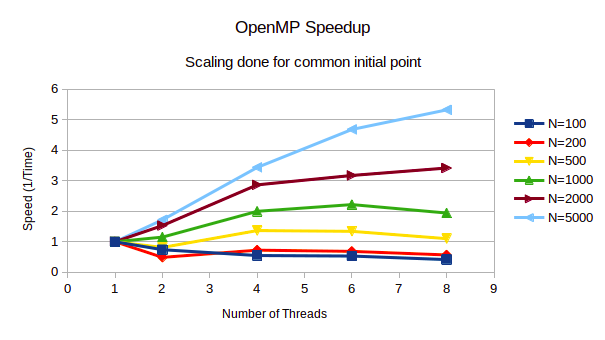 OpenMP Speedup
Scaling done for common initial point
Speed (1/Time)
6
5
4
3
2
1
0
0 1 2 3 4 5 6 7 8 9
Number of Threads
N=100
N=200
N=500
N=1000
N=2000
N=5000